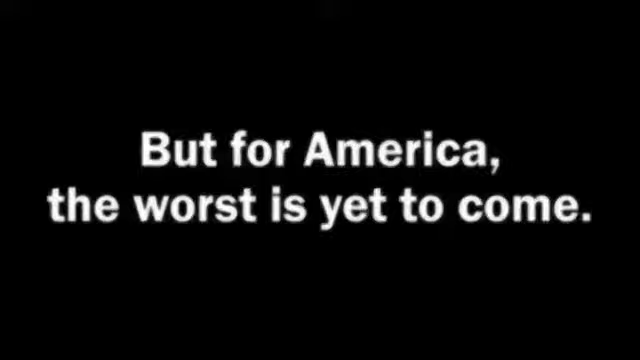 But for America,
the worst is yet to come.